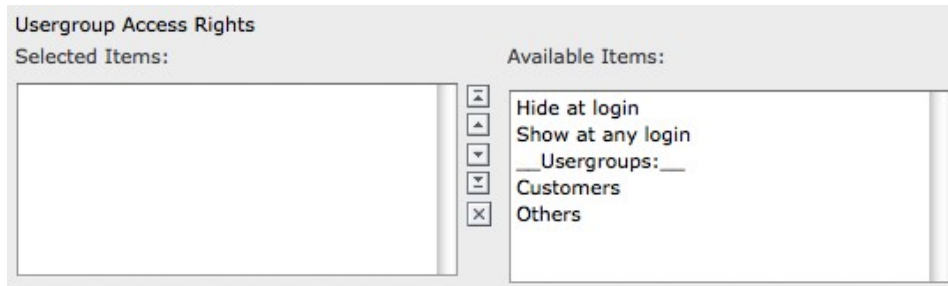 Usergroup Access Rights
Selected Items:
Available Items:
Hide at login
Show at any login
__Usergroups:__
Customers
Others